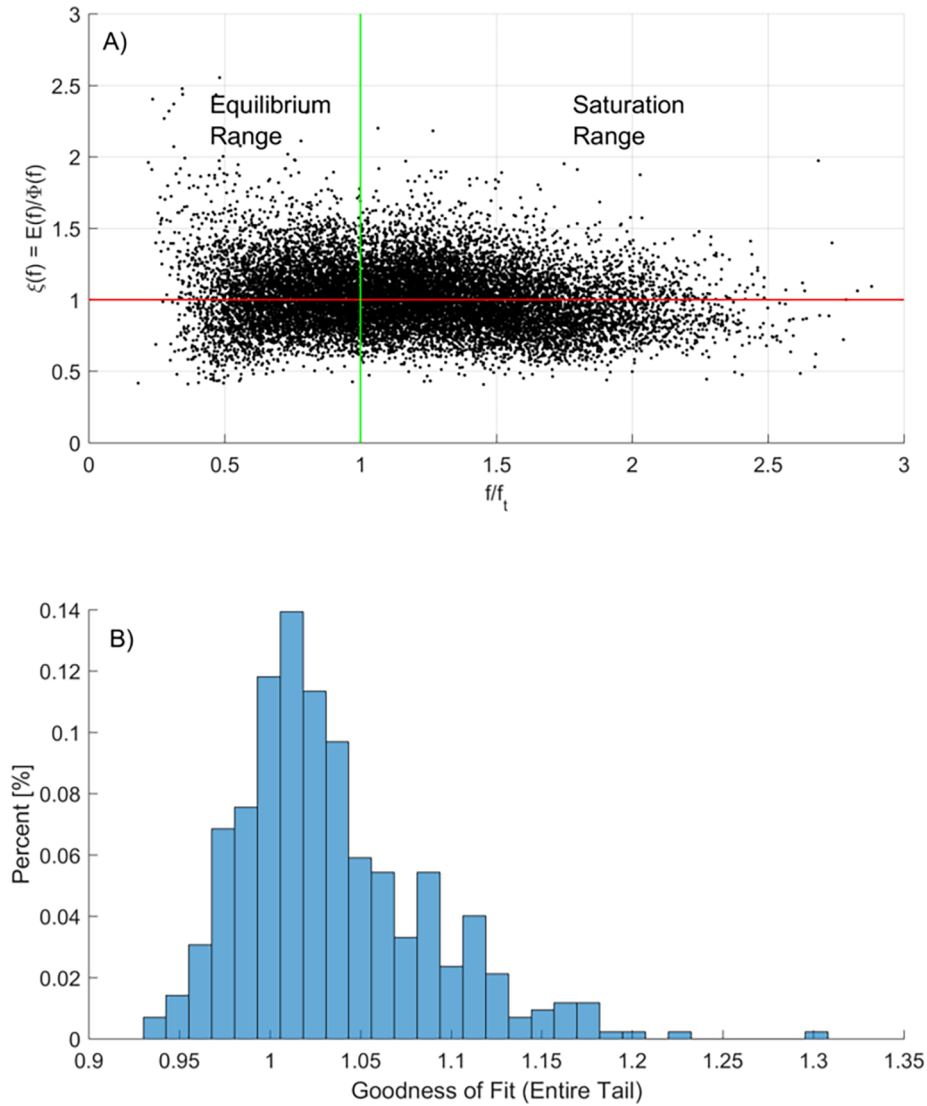 3
A)
2.5
Equilibrium
Range
Saturation
Range
2
ξ(f) = E(f)/Φ(f)
1.5
1
0.5
0
0 0.5 1 1.5 2 2.5 3
f/ft
0.14
B)
0.12
0.1
0.08
Percent [%]
0.06
0.04
0.02
0
0.9 0.95 1 1.05 1.1 1.15 1.2 1.25 1.3 1.35
Goodness of Fit (Entire Tail)